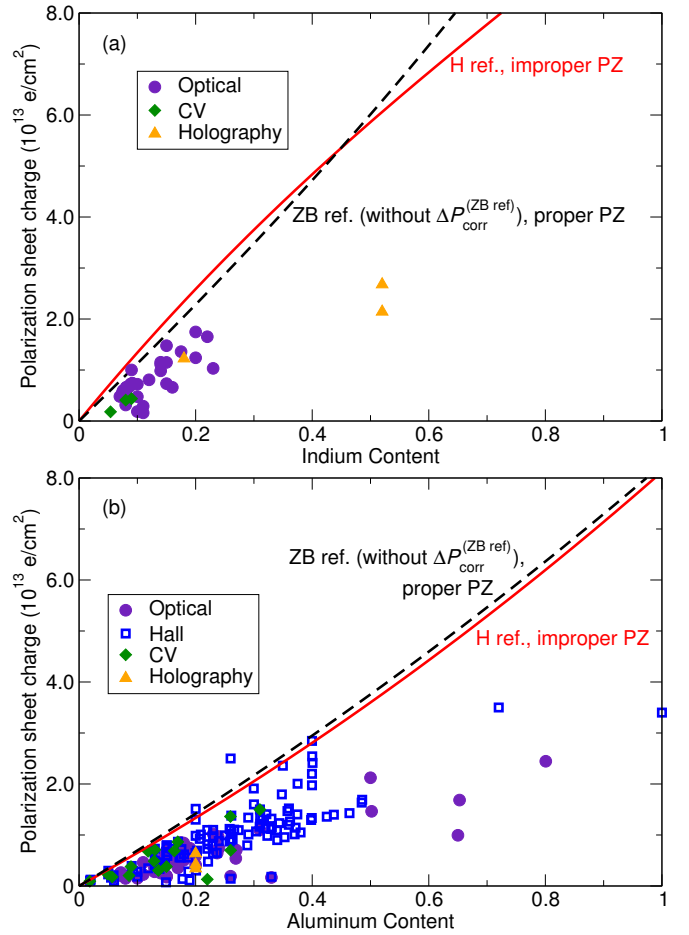 8.0
(a)
H ref., improper PZ
Optical
CV
Holography
6.0
ZB ref. (without ΔP_corr^(ZB ref)), proper PZ
4.0
2.0
0
Polarization sheet charge (10^13 e/cm^2)
0 0.2 0.4 0.6 0.8 1
Indium Content
8.0
(b)
ZB ref. (without ΔP_corr^(ZB ref)),
proper PZ
6.0
Optical
Hall
CV
Holography
H ref., improper PZ
4.0
2.0
0
Polarization sheet charge (10^13 e/cm^2)
0 0.2 0.4 0.6 0.8 1
Aluminum Content